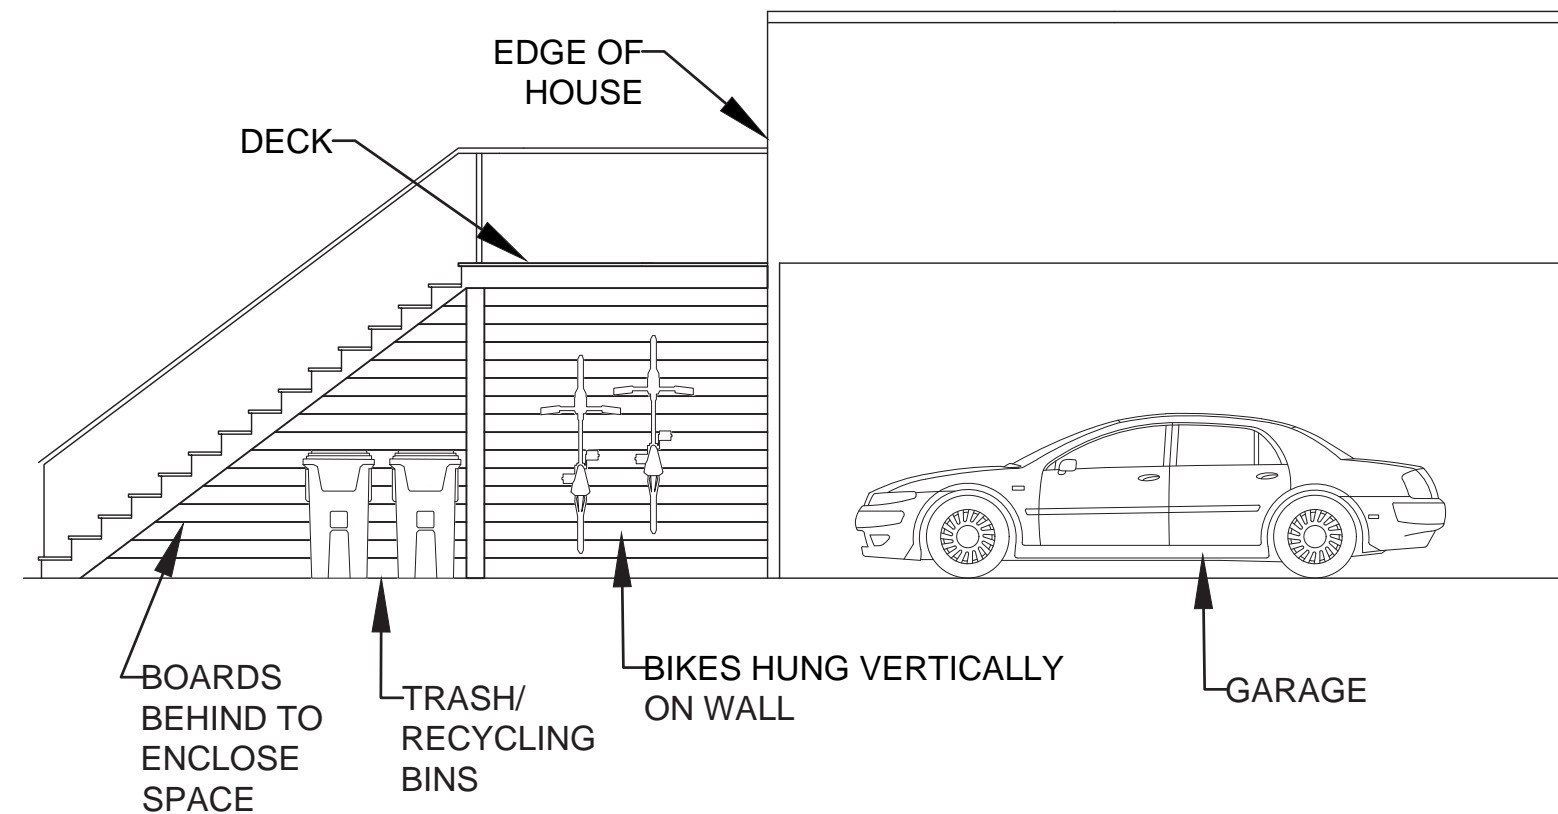 EDGE OF
HOUSE
DECK
BOARDS
BEHIND TO
ENCLOSE
SPACE
TRASH/
RECYCLING
BINS
BIKES HUNG VERTICALLY
ON WALL
GARAGE